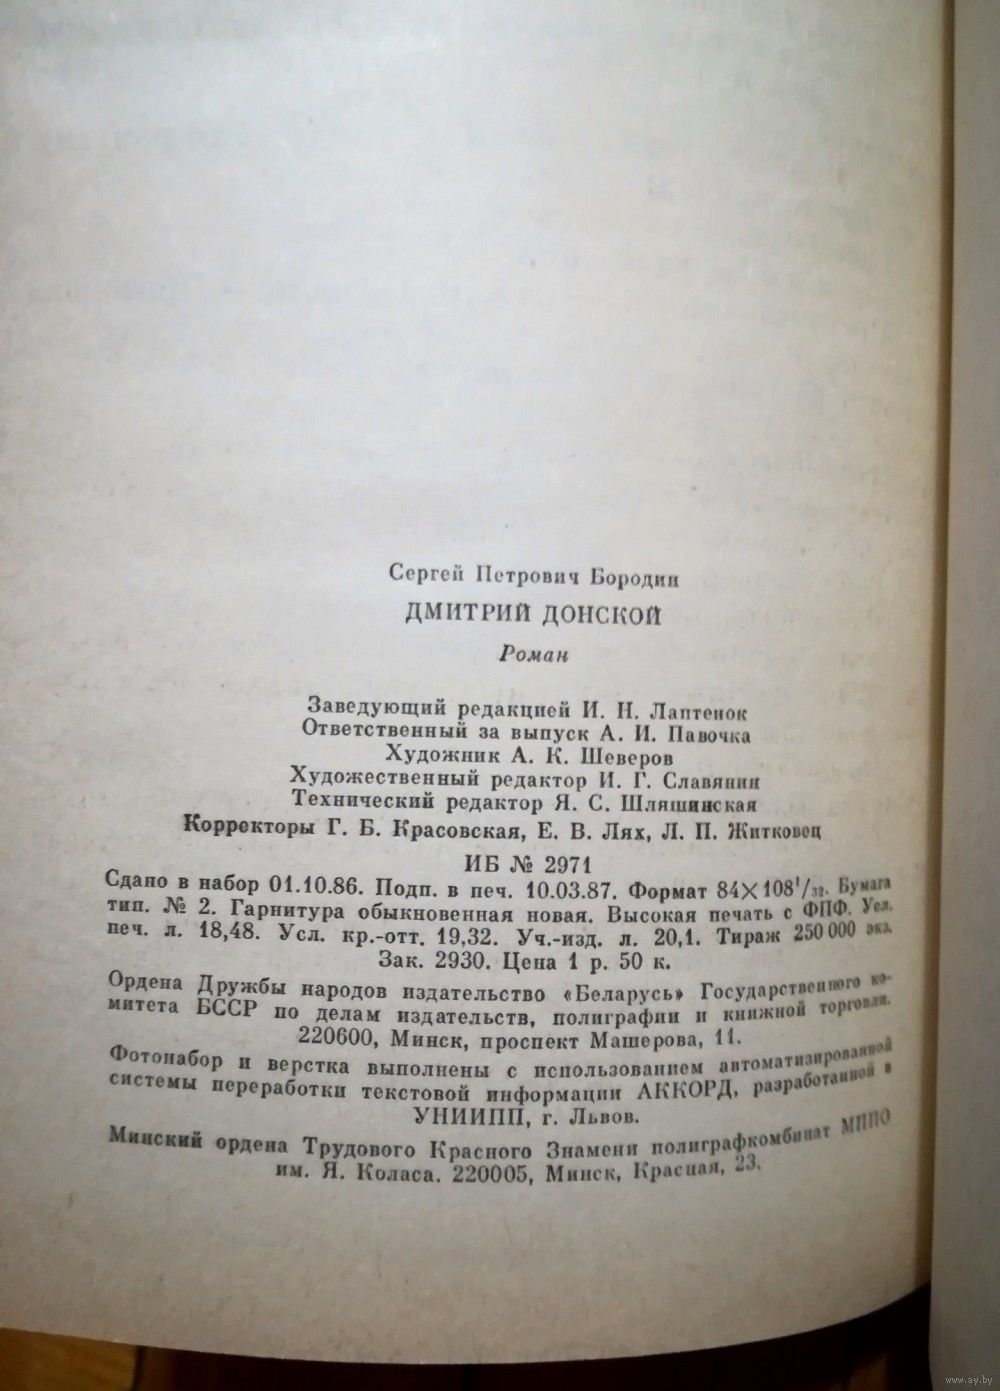 Сергей Петрович Бородин
ДМИТРИЙ ДОНСКОЙ
Роман
Заведующий редакцией И. Н. Лаптенок
Ответственный за выпуск А. И. Павочка
Художник А. К. Шеверов
Художественный редактор И. Г. Славянин
Технический редактор Я. С. Шляшинская
Корректоры Г. Б. Красовская, Е. В. Лях, Л. П. Житковец
ИБ № 2971
Сдано в набор 01.10.86. Подп. в печ. 10.03.87. Формат 84×108¹/₃₂. Бумага
тип. № 2. Гарнитура обыкновенная новая. Высокая печать с ФПФ. Усл.
печ. л. 18,48. Усл. кр.-отт. 19,32. Уч.-изд. л. 20,1. Тираж 250 000 экз.
Зак. 2930. Цена 1 р. 50 к.
Ордена Дружбы народов издательство «Беларусь» Государственного ко-
митета БССР по делам издательств, полиграфии и книжной торговли.
220600, Минск, проспект Машерова, 11.
Фотонабор и верстка выполнены с использованием автоматизированной
системы переработки текстовой информации АККОРД, разработанной в
УНИИПП, г. Львов.
Минский ордена Трудового Красного Знамени полиграфкомбинат МППО
им. Я. Коласа. 220005, Минск, Красная, 23.
www.ay.by